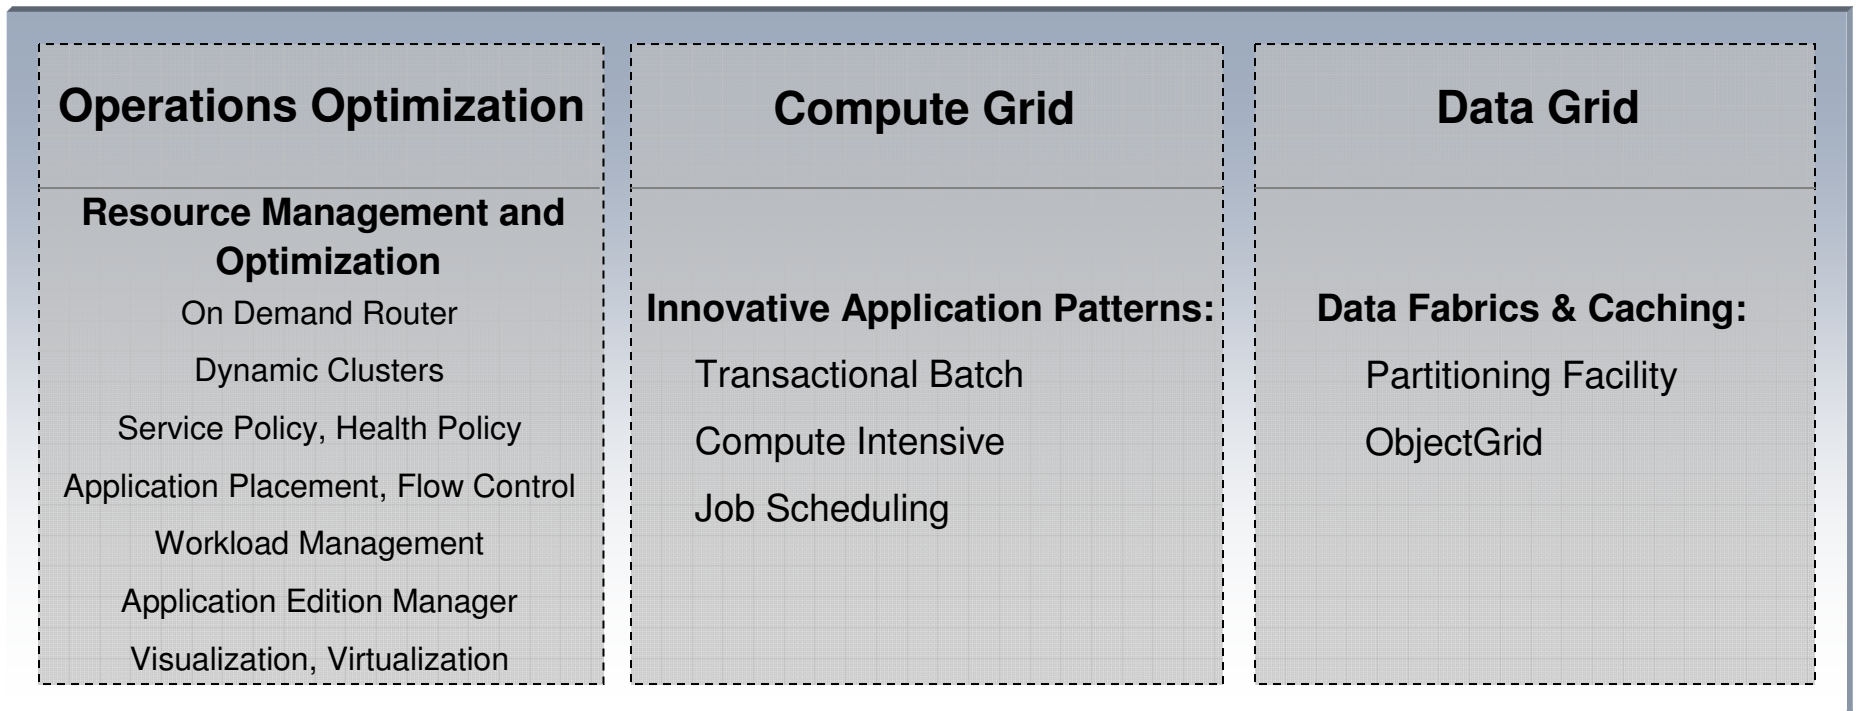 Operations Optimization
Resource Management and
Optimization
On Demand Router
Dynamic Clusters
Service Policy, Health Policy
Application Placement, Flow Control
Workload Management
Application Edition Manager
Visualization, Virtualization
Compute Grid
Innovative Application Patterns:
Transactional Batch
Compute Intensive
Job Scheduling
Data Grid
Data Fabrics & Caching:
Partitioning Facility
ObjectGrid